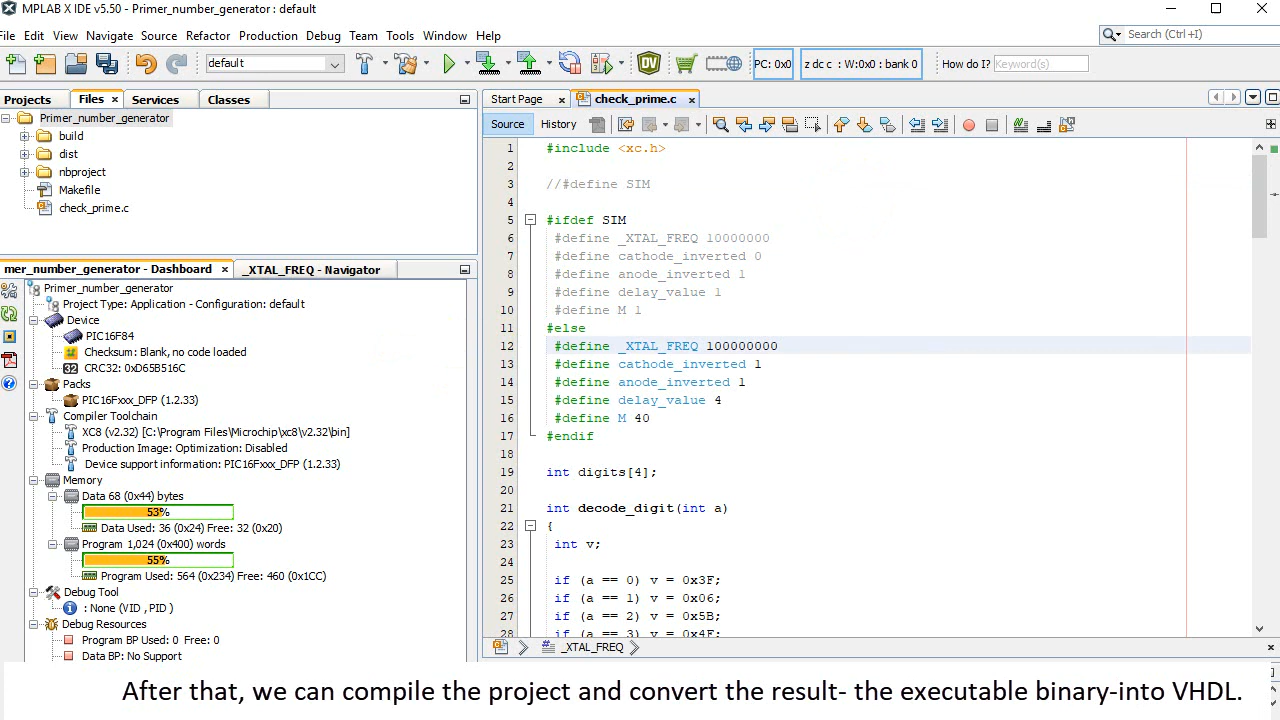 MPLAB X IDE v5.50 - Primer_number_generator : default
File Edit View Navigate Source Refactor Production Debug Team Tools Window Help
Search (Ctrl+I)
default
PC: 0x0
z dc c : W:0x0 : bank 0
How do I?
Keyword(s)
Projects
Files
Services
Classes
Primer_number_generator
build
dist
nbproject
Makefile
check_prime.c
mer_number_generator - Dashboard
_XTAL_FREQ - Navigator
Primer_number_generator
Project Type: Application - Configuration: default
Device
PIC16F84
Checksum: Blank, no code loaded
CRC32: 0xD65B516C
Packs
PIC16Fxxx_DFP (1.2.33)
Compiler Toolchain
XC8 (v2.32) [C:\Program Files\Microchip\xc8\v2.32\bin]
Production Image: Optimization: Disabled
Device support information: PIC16Fxxx_DFP (1.2.33)
Memory
Data 68 (0x44) bytes
53%
Data Used: 36 (0x24) Free: 32 (0x20)
Program 1,024 (0x400) words
55%
Program Used: 564 (0x234) Free: 460 (0x1CC)
Debug Tool
: None (VID , PID )
Debug Resources
Program BP Used: 0 Free: 0
Data BP: No Support
Start Page
check_prime.c
Source
History
1 #include <xc.h>
2
3 //#define SIM
4
5 #ifdef SIM
6 #define _XTAL_FREQ 10000000
7 #define cathode_inverted 0
8 #define anode_inverted 1
9 #define delay_value 1
10 #define M 1
11 #else
12 #define _XTAL_FREQ 100000000
13 #define cathode_inverted 1
14 #define anode_inverted 1
15 #define delay_value 4
16 #define M 40
17 #endif
18
19 int digits[4];
20
21 int decode_digit(int a)
22 {
23 int v;
24
25 if (a == 0) v = 0x3F;
26 if (a == 1) v = 0x06;
27 if (a == 2) v = 0x5B;
28 if (a == 3) v = 0x4F;
_XTAL_FREQ
After that, we can compile the project and convert the result- the executable binary-into VHDL.